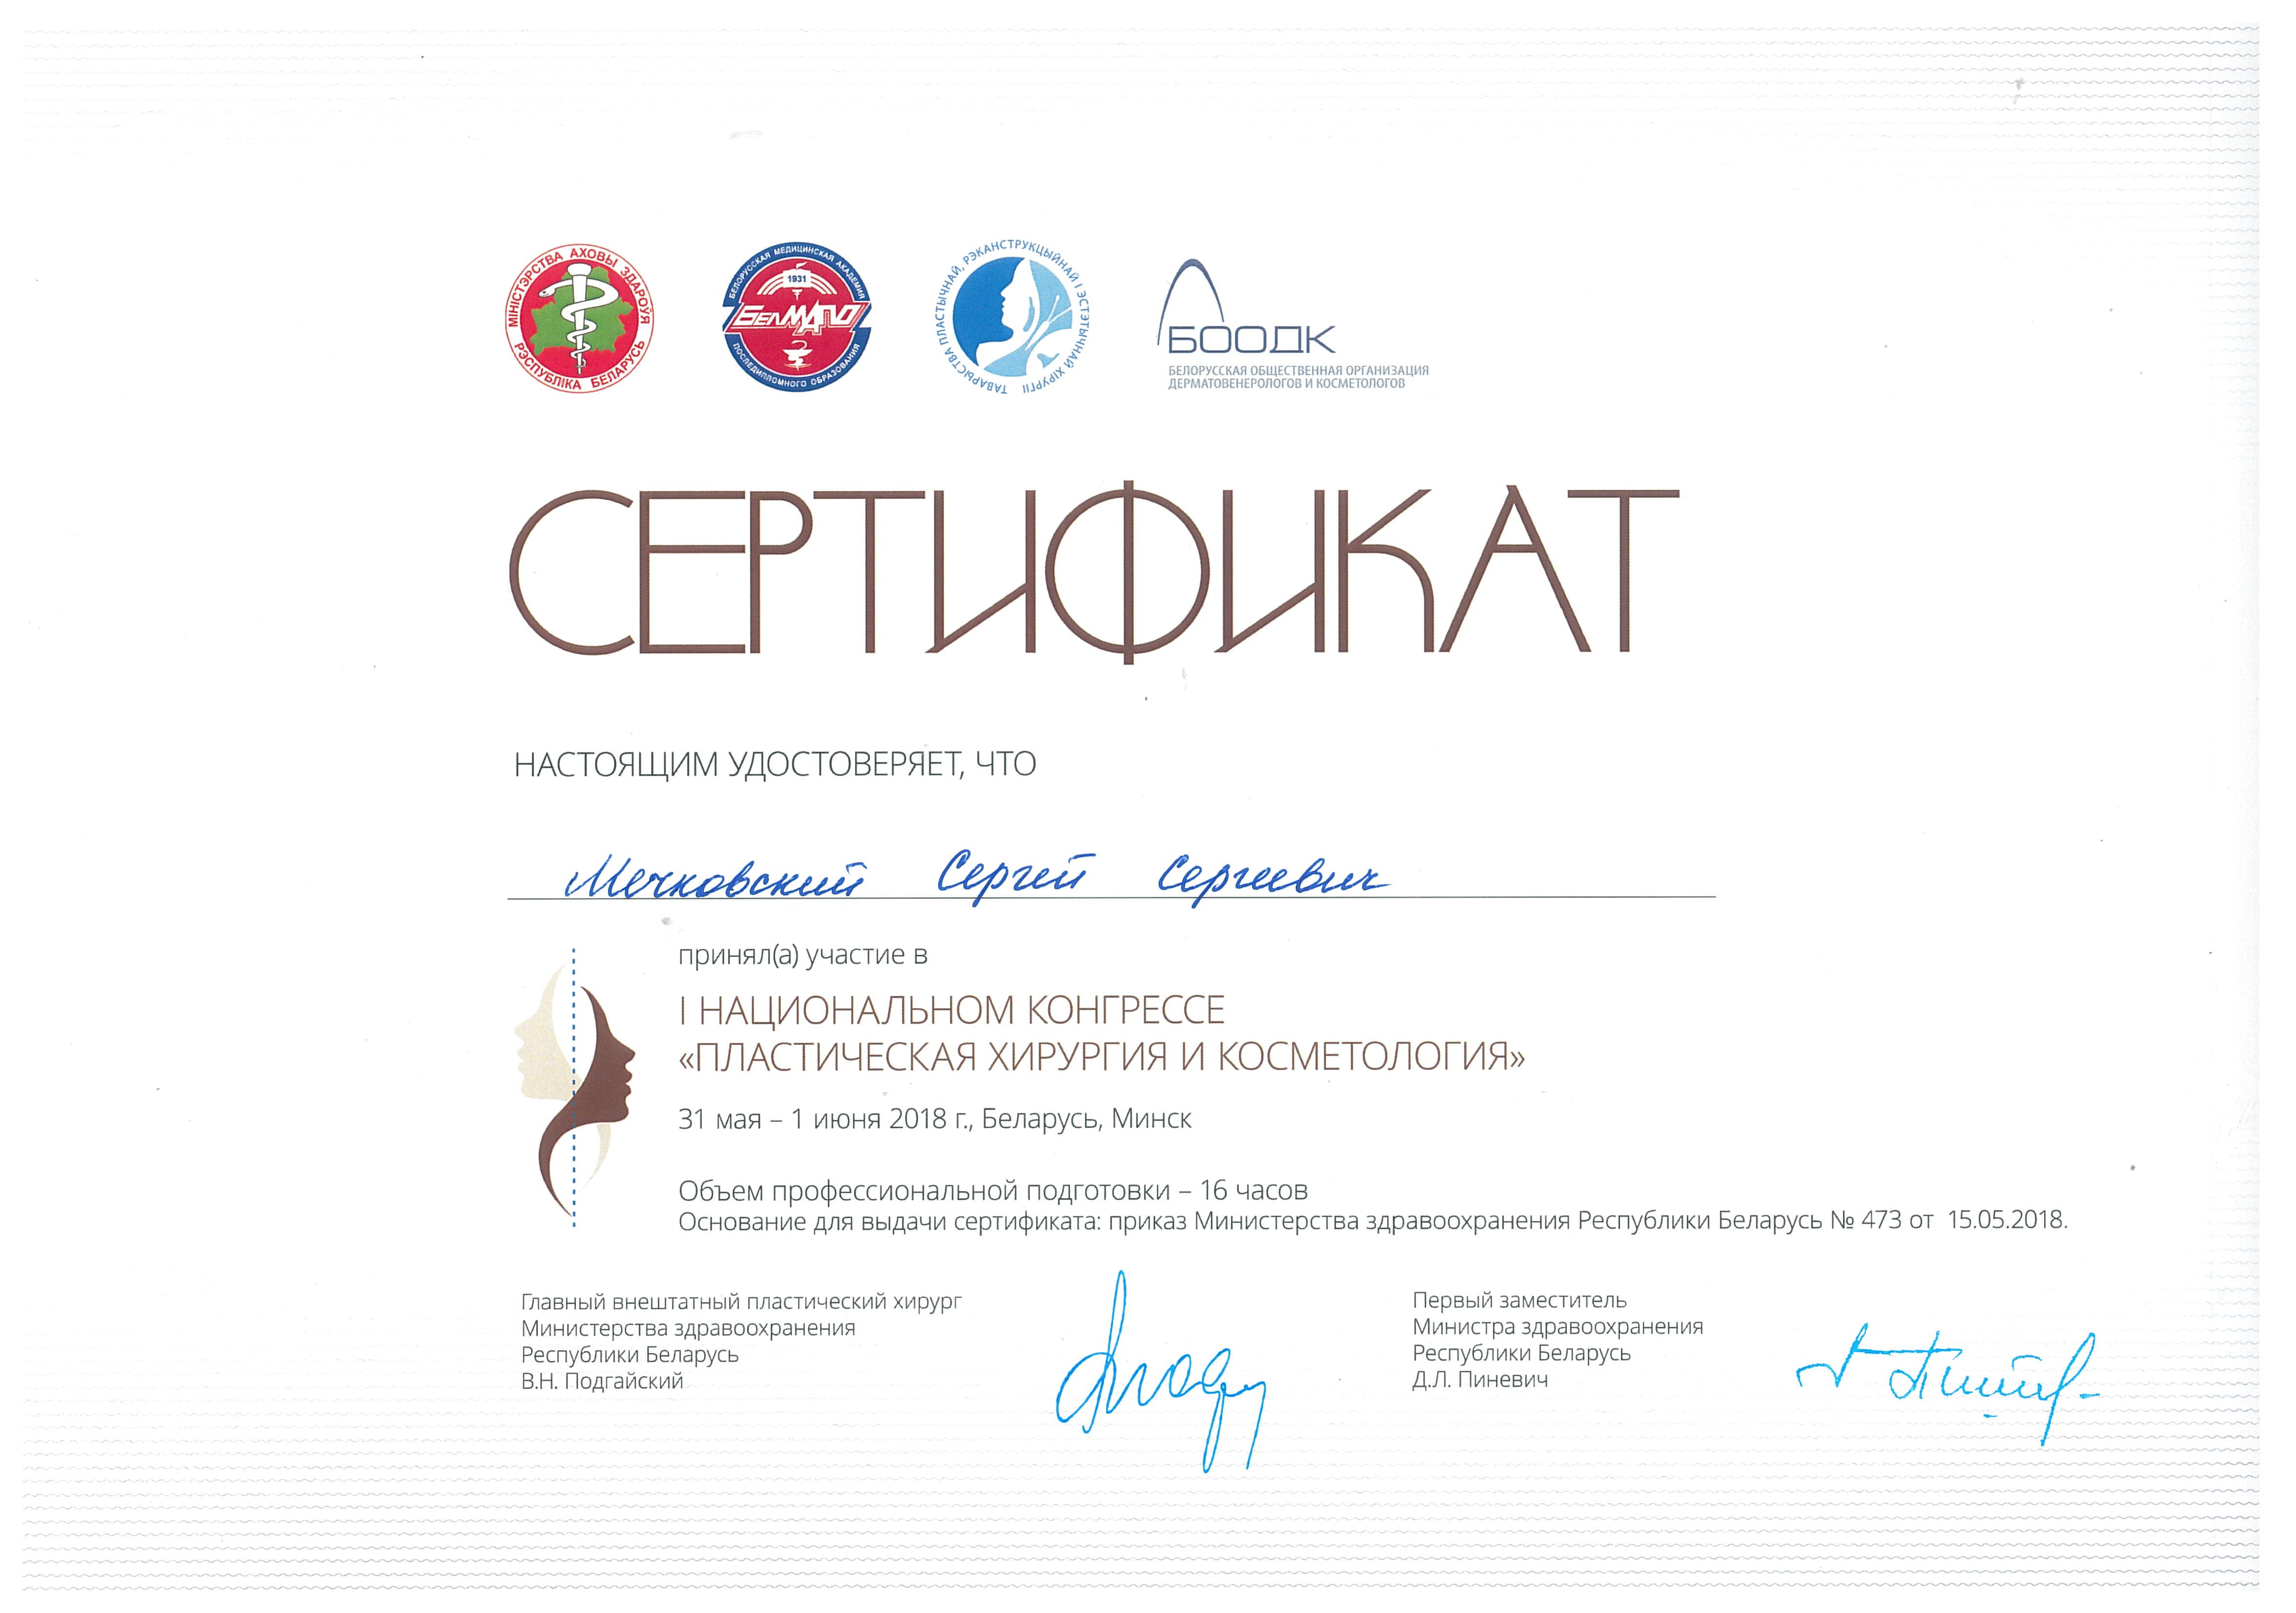 МІНІСТЭРСТВА АХОВЫ ЗДАРОЎЯ
РЭСПУБЛІКА БЕЛАРУСЬ
БЕЛОРУССКАЯ МЕДИЦИНСКАЯ АКАДЕМИЯ
1931
БЕЛМАПО
ПОСЛЕДИПЛОМНОГО ОБРАЗОВАНИЯ
ТАВАРЫСТВА ПЛАСТЫЧНАЙ, РЭКАНСТРУКЦЫЙНАЙ І ЭСТЭТЫЧНАЙ ХІРУРГІІ
БООДК
БЕЛОРУССКАЯ ОБЩЕСТВЕННАЯ ОРГАНИЗАЦИЯ
ДЕРМАТОВЕНЕРОЛОГОВ И КОСМЕТОЛОГОВ
СЕРТИФИКАТ
НАСТОЯЩИМ УДОСТОВЕРЯЕТ, ЧТО
Мечковский Сергей Сергеевич
принял(а) участие в
I НАЦИОНАЛЬНОМ КОНГРЕССЕ
«ПЛАСТИЧЕСКАЯ ХИРУРГИЯ И КОСМЕТОЛОГИЯ»
31 мая – 1 июня 2018 г., Беларусь, Минск
Объем профессиональной подготовки – 16 часов
Основание для выдачи сертификата: приказ Министерства здравоохранения Республики Беларусь № 473 от 15.05.2018.
Главный внештатный пластический хирург
Министерства здравоохранения
Республики Беларусь
В.Н. Подгайский
Первый заместитель
Министра здравоохранения
Республики Беларусь
Д.Л. Пиневич